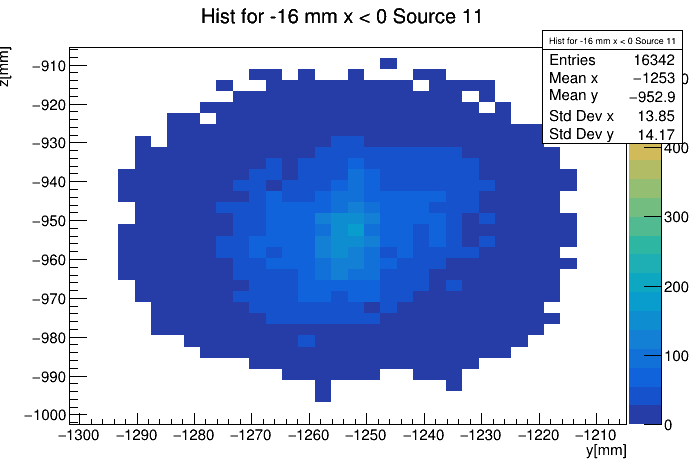 Hist for -16 mm x < 0 Source 11
z[mm]
Hist for -16 mm x < 0 Source 11
Entries 16342
Mean x −1253
Mean y −952.9
Std Dev x 13.85
Std Dev y 14.17
−910
−920
−930
−940
−950
−960
−970
−980
−990
−1000
−1300 −1290 −1280 −1270 −1260 −1250 −1240 −1230 −1220 −1210
y[mm]
0
400
300
200
100
0